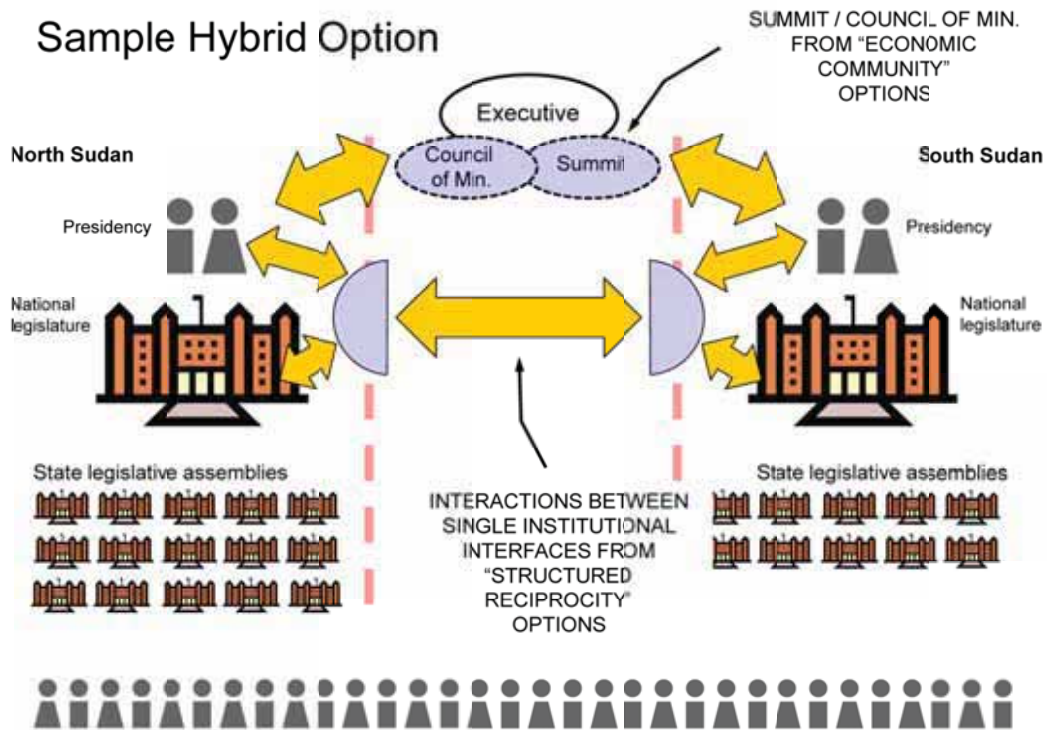 Sample Hybrid Option
SUMMIT / COUNCIL OF MIN.
FROM “ECONOMIC
COMMUNITY”
OPTIONS
Executive
Council
of Min.
Summit
North Sudan
South Sudan
Presidency
Presidency
National
legislature
National
legislature
State legislative assemblies
State legislative assemblies
INTERACTIONS BETWEEN
SINGLE INSTITUTIONAL
INTERFACES FROM
“STRUCTURED
RECIPROCITY”
OPTIONS